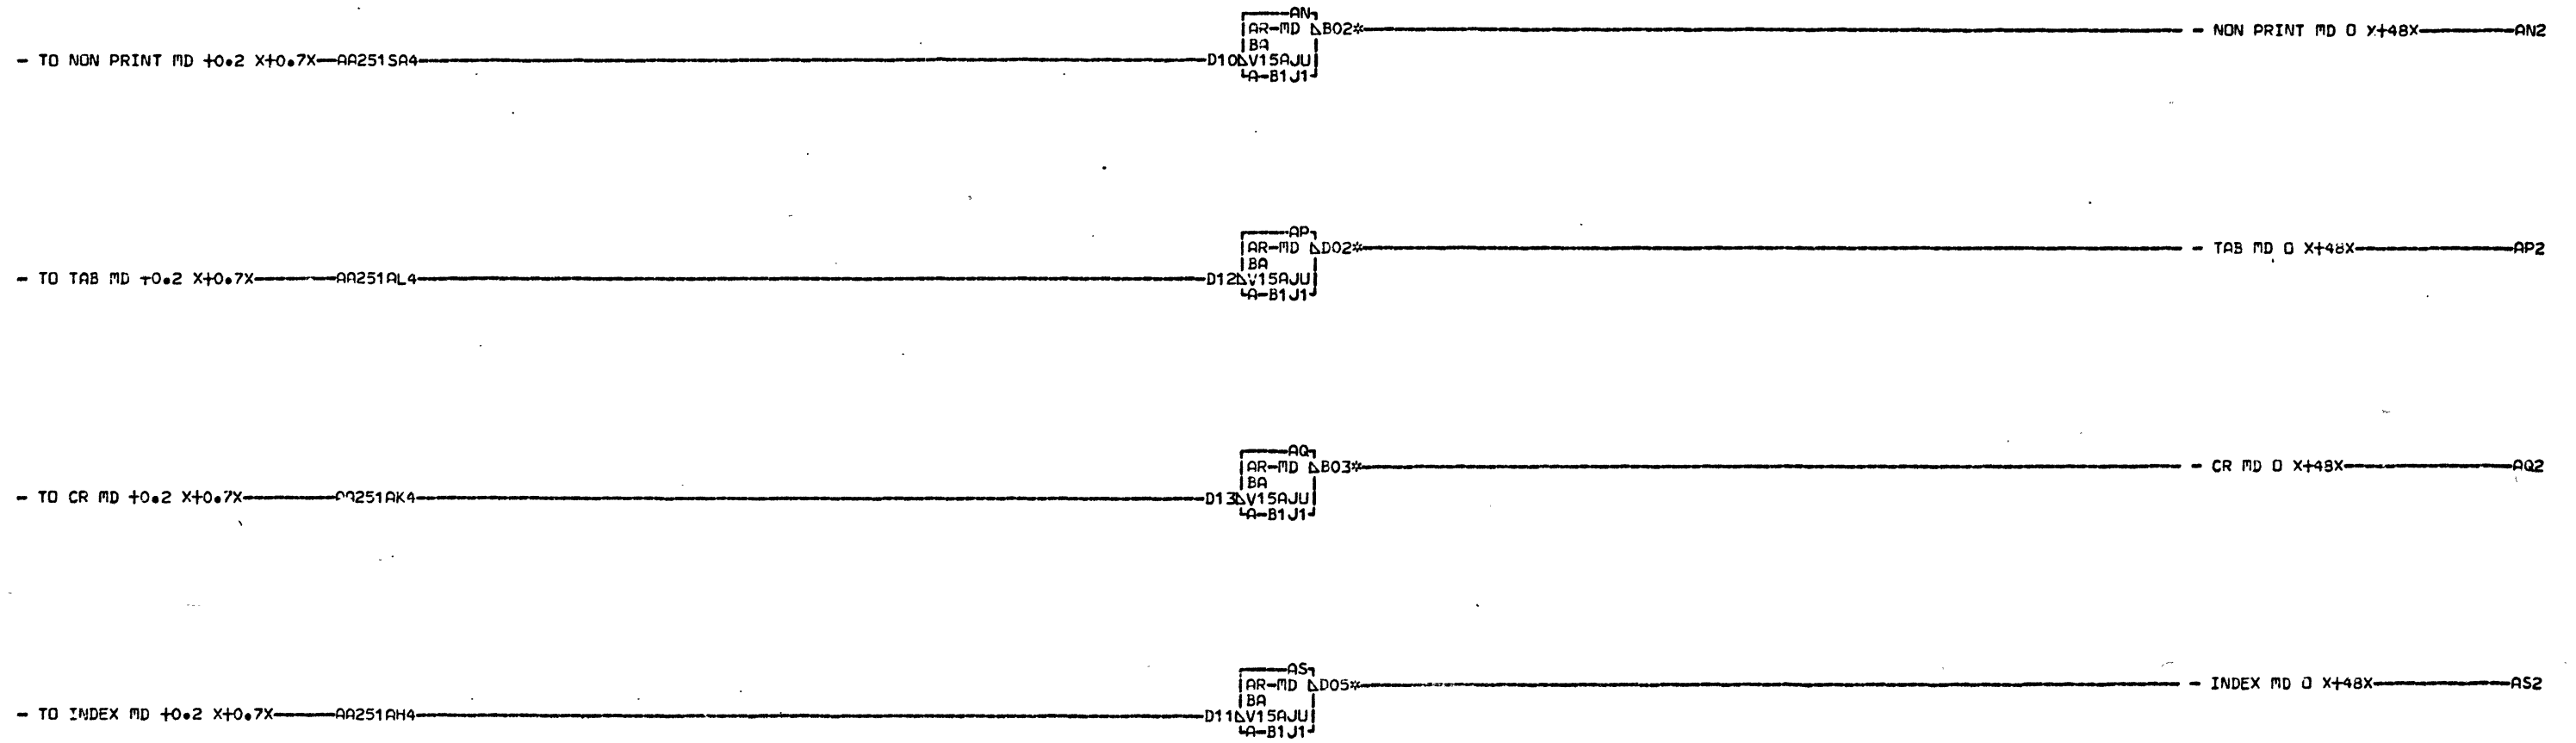 AN
AR-MD B02*
- NON PRINT MD 0 X+48X AN2
BA
- TO NON PRINT MD +0.2 X+0.7X AA251SA4 D10 V15AJU
A-B1J1
AP
AR-MD D02*
- TAB MD 0 X+48X AP2
BA
- TO TAB MD +0.2 X+0.7X AA251AL4 D12 V15AJU
A-B1J1
AQ
AR-MD B03*
- CR MD 0 X+48X AQ2
BA
- TO CR MD +0.2 X+0.7X AA251AK4 D13 V15AJU
A-B1J1
AS
AR-MD D05*
- INDEX MD 0 X+48X AS2
BA
- TO INDEX MD +0.2 X+0.7X AA251AH4 D11 V15AJU
A-B1J1